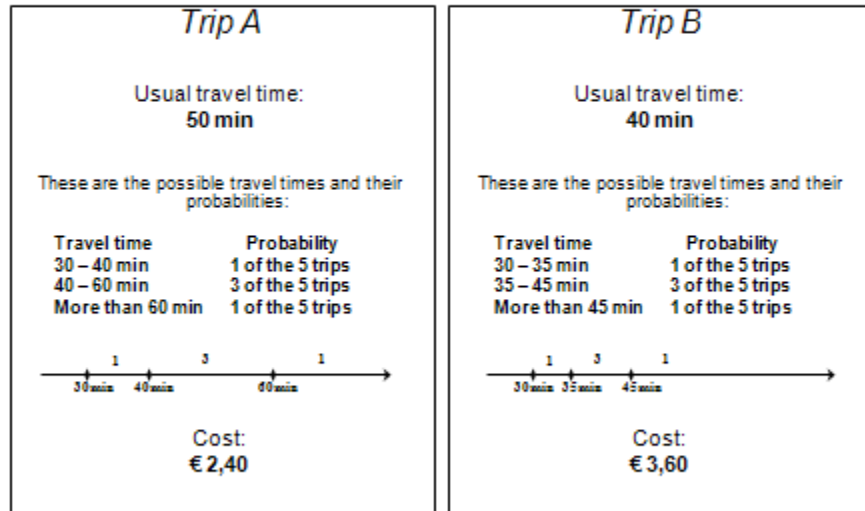 Trip A
Usual travel time:
50 min
These are the possible travel times and their
probabilities:
Travel time Probability
30 – 40 min 1 of the 5 trips
40 – 60 min 3 of the 5 trips
More than 60 min 1 of the 5 trips
1 3 1
30min 40min 60min
Cost:
€ 2,40
Trip B
Usual travel time:
40 min
These are the possible travel times and their
probabilities:
Travel time Probability
30 – 35 min 1 of the 5 trips
35 – 45 min 3 of the 5 trips
More than 45 min 1 of the 5 trips
1 3 1
30min 35min 45min
Cost:
€ 3,60